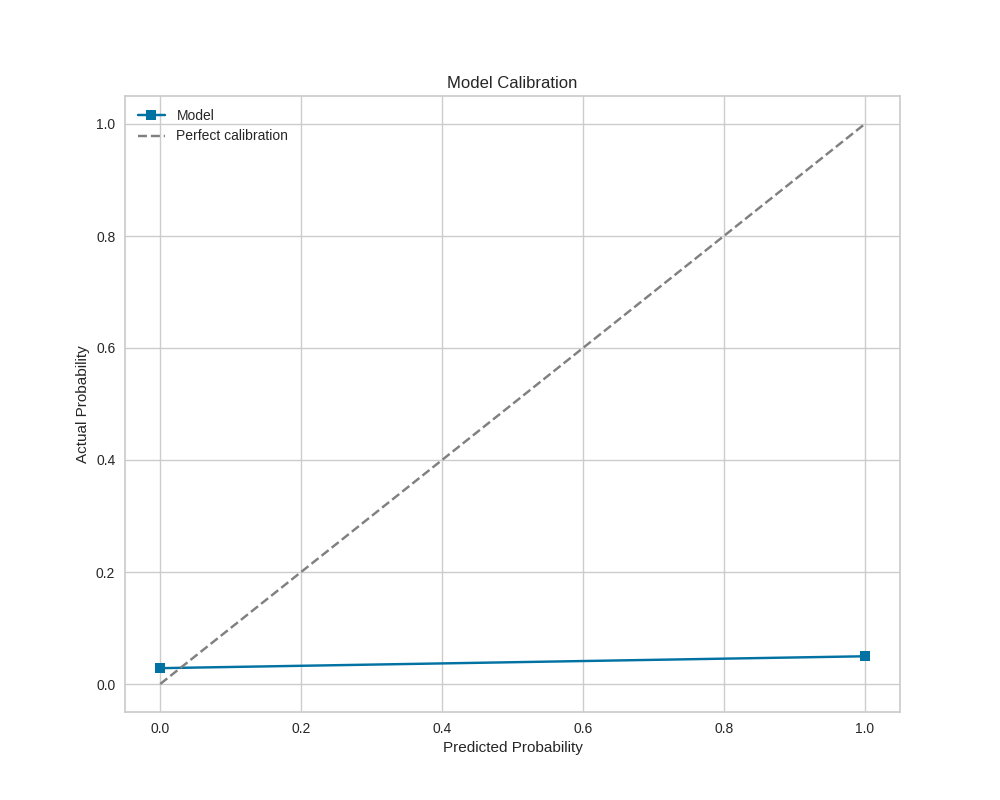 Model Calibration
Model
Perfect calibration
1.0
0.8
0.6
0.4
0.2
0.0
Actual Probability
0.0 0.2 0.4 0.6 0.8 1.0
Predicted Probability